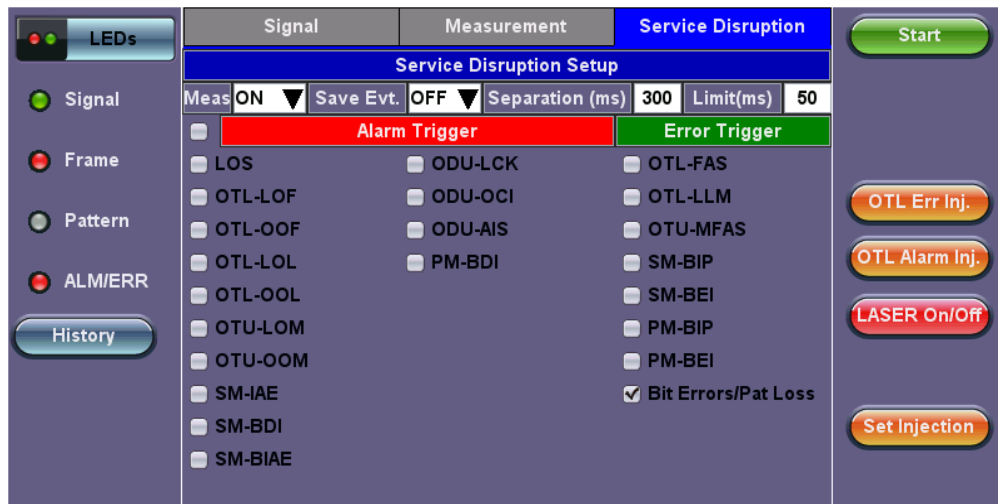 LEDs
Signal
Frame
Pattern
ALM/ERR
History
Signal Measurement Service Disruption
Service Disruption Setup
Meas ON Save Evt. OFF Separation (ms) 300 Limit(ms) 50
Alarm Trigger Error Trigger
LOS ODU-LCK OTL-FAS
OTL-LOF ODU-OCI OTL-LLM
OTL-OOF ODU-AIS OTU-MFAS
OTL-LOL PM-BDI SM-BIP
OTL-OOL SM-BEI
OTU-LOM PM-BIP
OTU-OOM PM-BEI
SM-IAE Bit Errors/Pat Loss
SM-BDI
SM-BIAE
Start
OTL Err Inj.
OTL Alarm Inj.
LASER On/Off
Set Injection